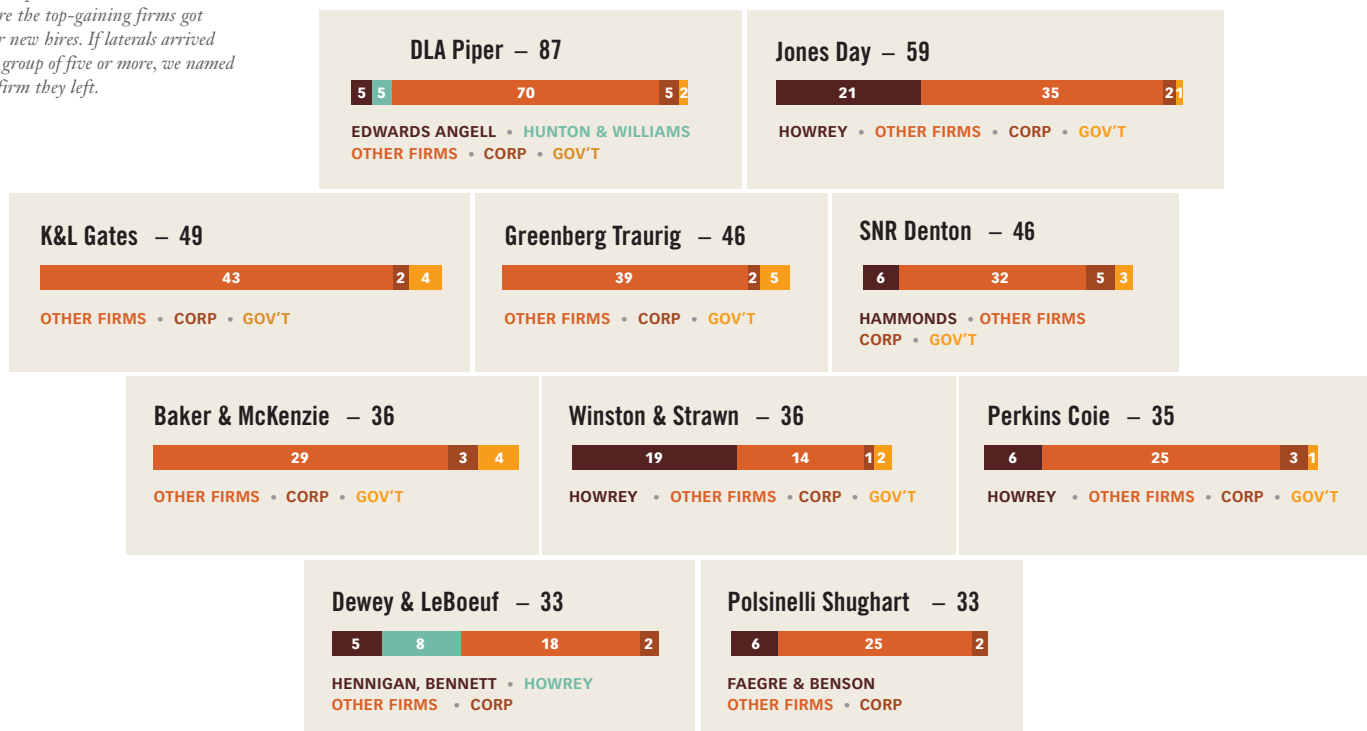 re the top-gaining firms got
new hires. If laterals arrived
group of five or more, we named
firm they left.
DLA Piper – 87
5 5 70 5 2
EDWARDS ANGELL • HUNTON & WILLIAMS
OTHER FIRMS • CORP • GOV'T
Jones Day – 59
21 35 2 1
HOWREY • OTHER FIRMS • CORP • GOV'T
K&L Gates – 49
43 2 4
OTHER FIRMS • CORP • GOV'T
Greenberg Traurig – 46
39 2 5
OTHER FIRMS • CORP • GOV'T
SNR Denton – 46
6 32 5 3
HAMMONDS • OTHER FIRMS
CORP • GOV'T
Baker & McKenzie – 36
29 3 4
OTHER FIRMS • CORP • GOV'T
Winston & Strawn – 36
19 14 1 2
HOWREY • OTHER FIRMS • CORP • GOV'T
Perkins Coie – 35
6 25 3 1
HOWREY • OTHER FIRMS • CORP • GOV'T
Dewey & LeBoeuf – 33
5 8 18 2
HENNIGAN, BENNETT • HOWREY
OTHER FIRMS • CORP
Polsinelli Shughart – 33
6 25 2
FAEGRE & BENSON
OTHER FIRMS • CORP